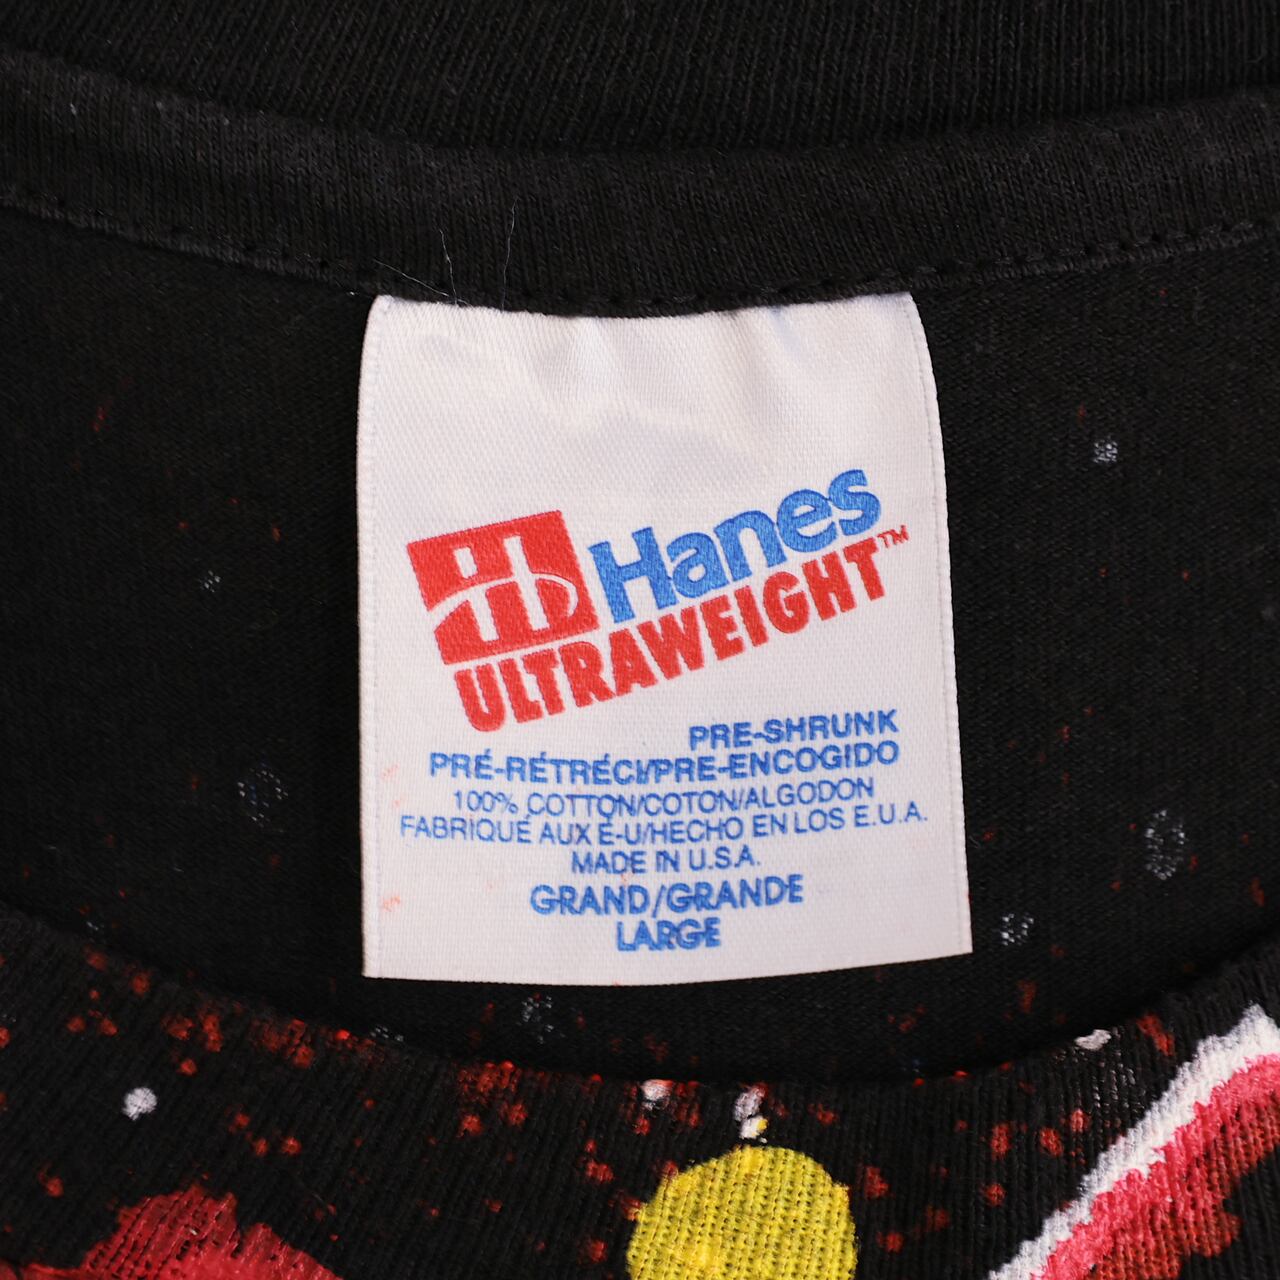 Hanes
ULTRAWEIGHT™
PRE-SHRUNK
PRÉ-RÉTRÉCI/PRE-ENCOGIDO
100% COTTON/COTON/ALGODON
FABRIQUÉ AUX É-U/HECHO EN LOS E.U.A.
MADE IN U.S.A.
GRAND/GRANDE
LARGE